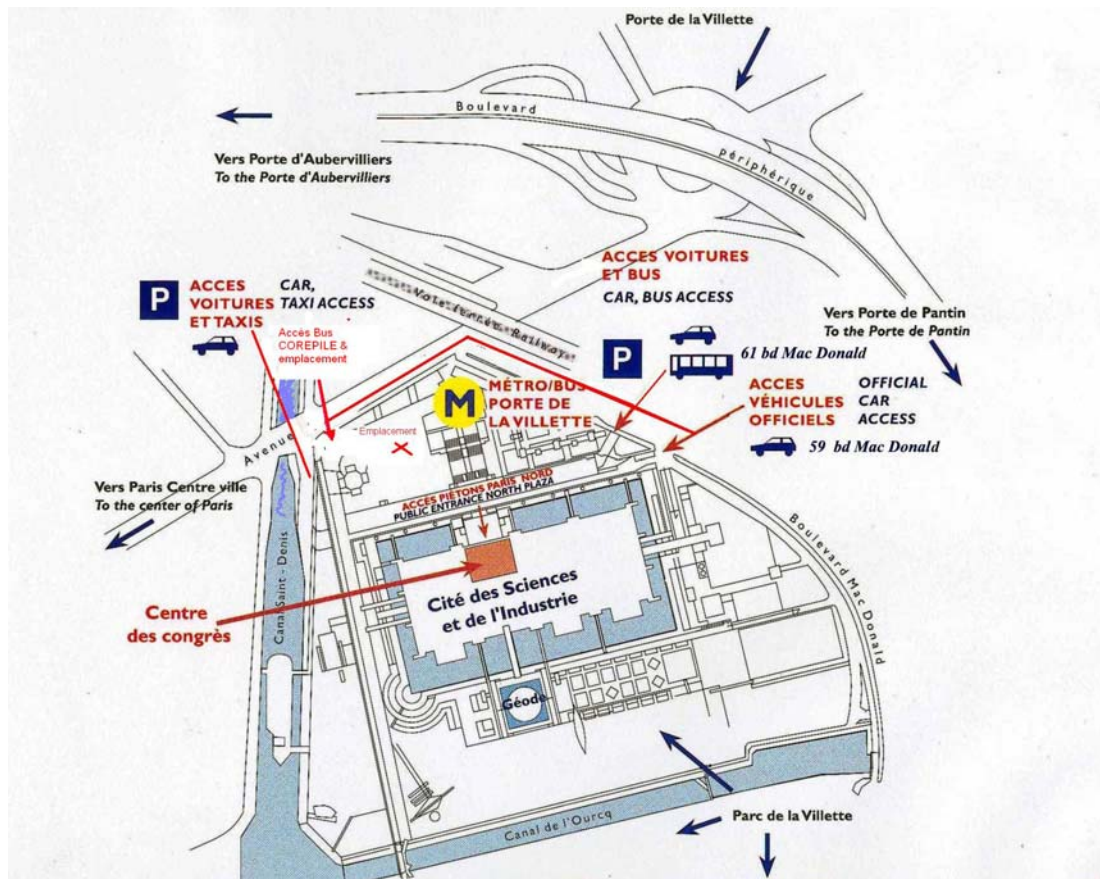 Porte de la Villette
Boulevard
périphérique
Vers Porte d'Aubervilliers
To the Porte d'Aubervilliers
ACCES VOITURES
ET BUS
CAR, BUS ACCESS
P
ACCES
VOITURES
ET TAXIS
CAR,
TAXI ACCESS
Accès Bus
COREPILE &
emplacement
Voie ferrée Railway
Vers Porte de Pantin
To the Porte de Pantin
P
61 bd Mac Donald
M
MÉTRO/BUS
PORTE DE
LA VILLETTE
ACCES
VÉHICULES
OFFICIELS
OFFICIAL
CAR
ACCESS
59 bd Mac Donald
Emplacement
Avenue
Vers Paris Centre ville
To the center of Paris
ACCÈS PIÉTONS PARIS NORD
PUBLIC ENTRANCE NORTH PLAZA
Canal Saint - Denis
Boulevard Mac Donald
Centre
des congrès
Cité des Sciences
et de l'Industrie
Géode
Canal de l'Ourcq
Parc de la Villette